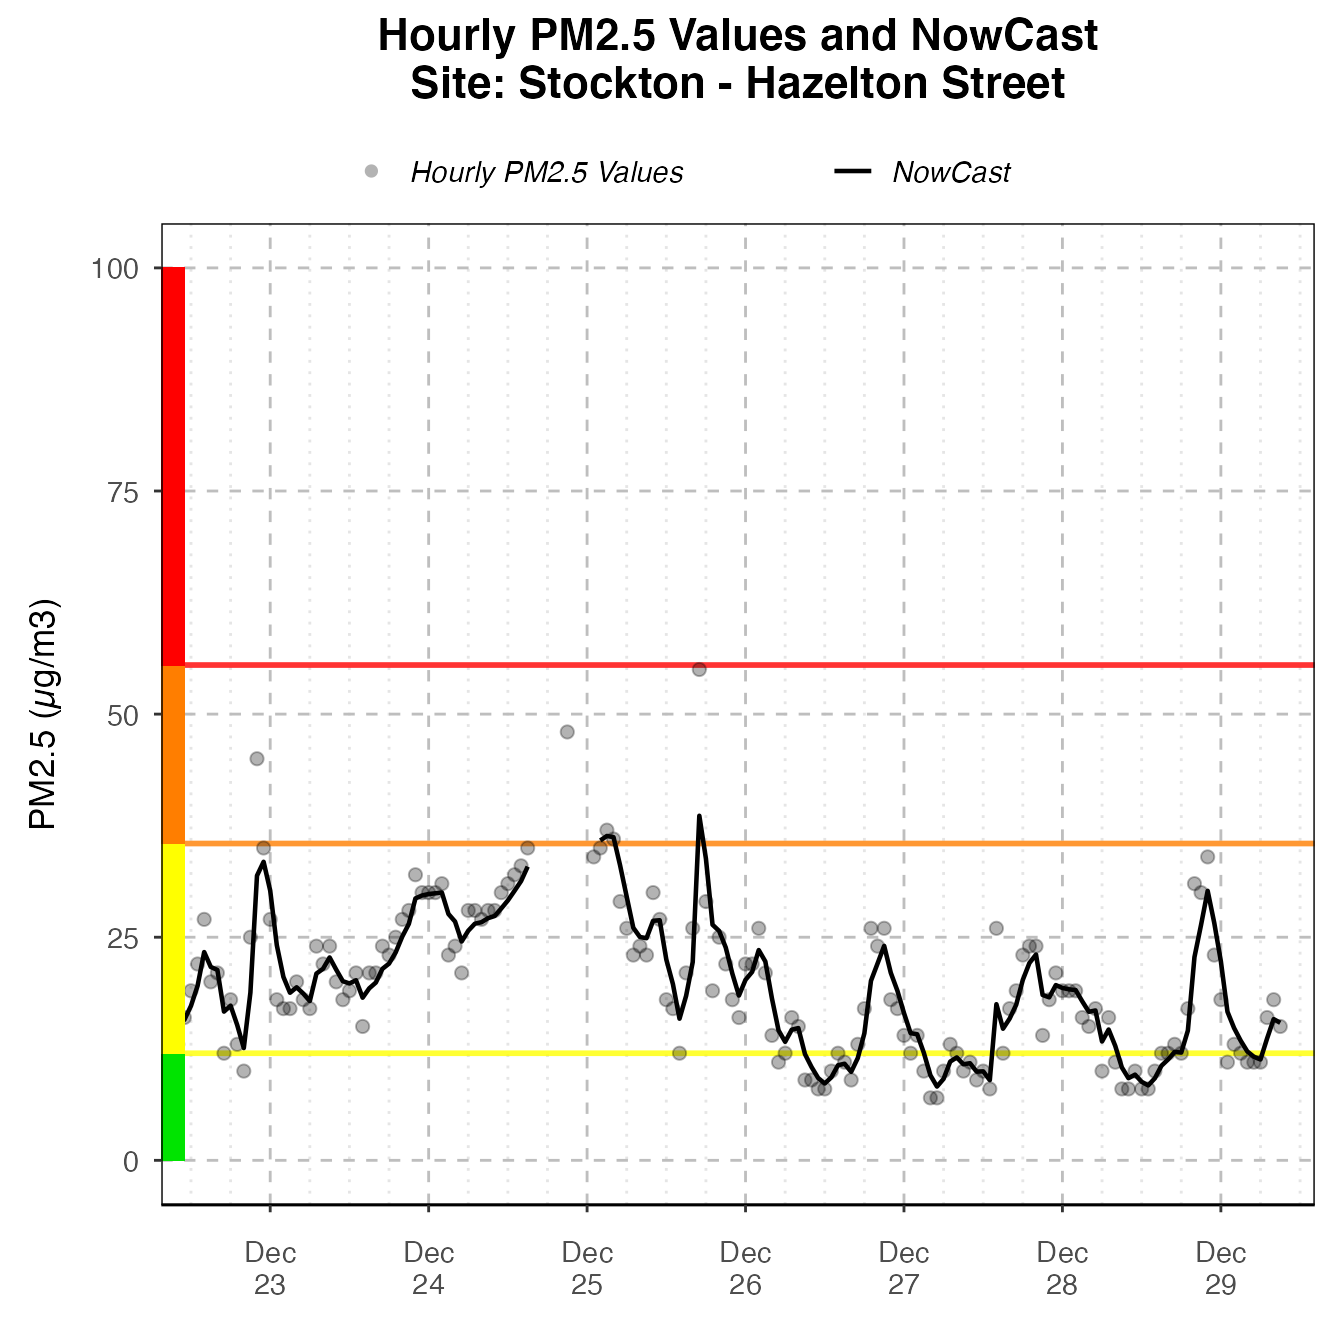 Hourly PM2.5 Values and NowCast
Site: Stockton - Hazelton Street
Hourly PM2.5 Values
NowCast
PM2.5 (µg/m3)
100
75
50
25
0
Dec
23
Dec
24
Dec
25
Dec
26
Dec
27
Dec
28
Dec
29